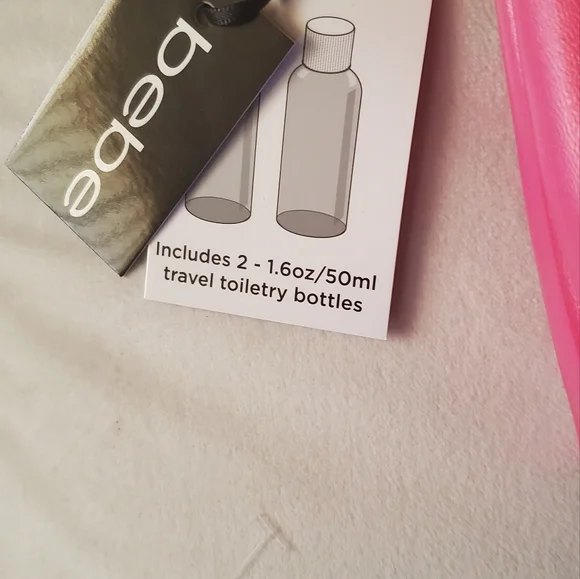 bebe
Includes 2 - 1.6oz/50ml
travel toiletry bottles